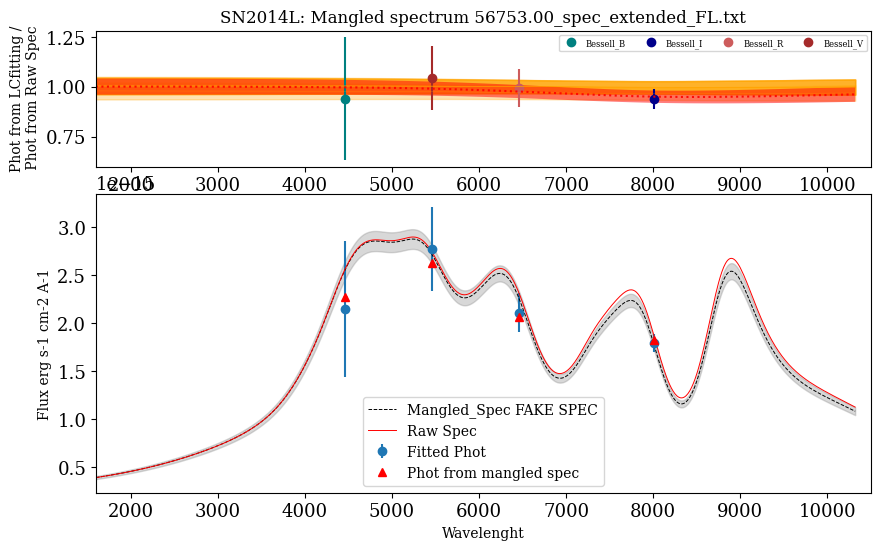 SN2014L: Mangled spectrum 56753.00_spec_extended_FL.txt
Phot from LCfitting /
Phot from Raw Spec
1.25
1.00
0.75
Bessell_B
Bessell_I
Bessell_R
Bessell_V
2000 3000 4000 5000 6000 7000 8000 9000 10000
1e−15
Flux erg s-1 cm-2 A-1
3.0
2.5
2.0
1.5
1.0
0.5
Mangled_Spec FAKE SPEC
Raw Spec
Fitted Phot
Phot from mangled spec
2000 3000 4000 5000 6000 7000 8000 9000 10000
Wavelenght